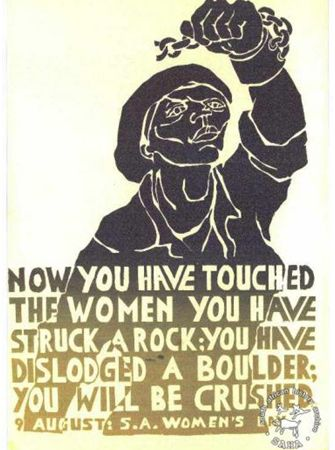 NOW YOU HAVE TOUCHED
THE WOMEN YOU HAVE
STRUCK A ROCK: YOU HAVE
DISLODGED A BOULDER;
YOU WILL BE CRUSHED
9 AUGUST: S.A. WOMEN'S DAY
SAHA